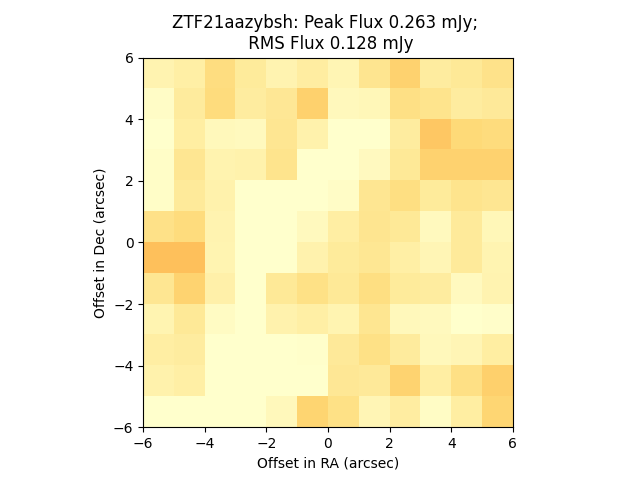 ZTF21aazybsh: Peak Flux 0.263 mJy;
RMS Flux 0.128 mJy
6
4
2
0
−2
−4
−6
Offset in Dec (arcsec)
−6 −4 −2 0 2 4 6
Offset in RA (arcsec)